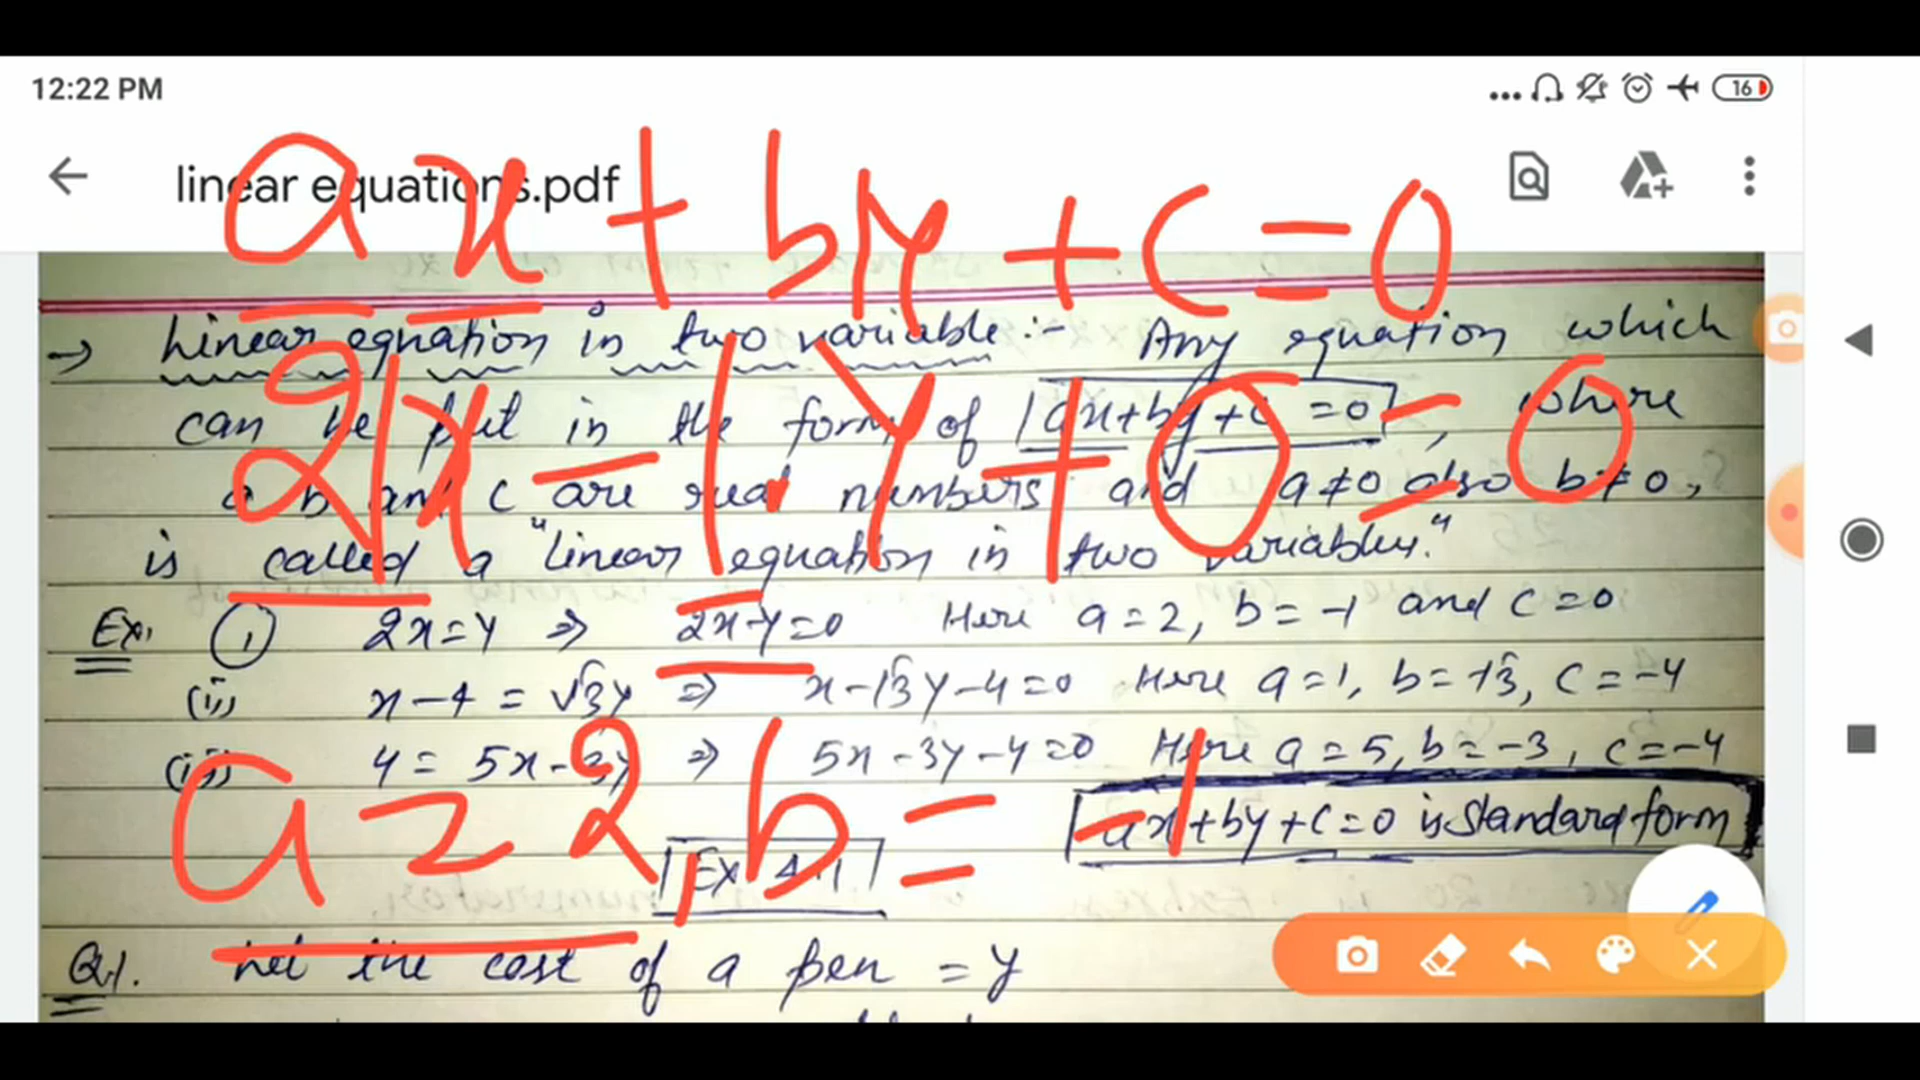 12:22 PM
16
linear equations.pdf
ax + by + c = 0
→ Linear equation in two variable :- Any equation which
can be put in the form of ax+by+c =0, where
a b and c are real numbers and a≠0 also b≠0,
is called a "linear equation in two variables."
2x - 1.y + 0 = 0
Ex. (1) 2x=y ⇒ 2x-y=0 Here a=2, b=-1 and c=0
(ii) x-4 = √3y ⇒ x-√3y-4=0 Here a=1, b=-√3, c=-4
(iii) 4= 5x-3y ⇒ 5x-3y-4=0 Here a=5, b=-3, c=-4
a = 2, b = -1
ax+by+c=0 is standard form
Ex 4.1
Q1. Let the cost of a pen = y